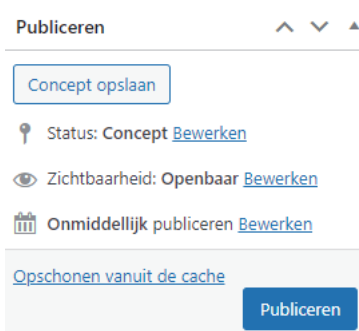 Publiceren
Concept opslaan
Status: Concept Bewerken
Zichtbaarheid: Openbaar Bewerken
Onmiddellijk publiceren Bewerken
Opschonen vanuit de cache
Publiceren